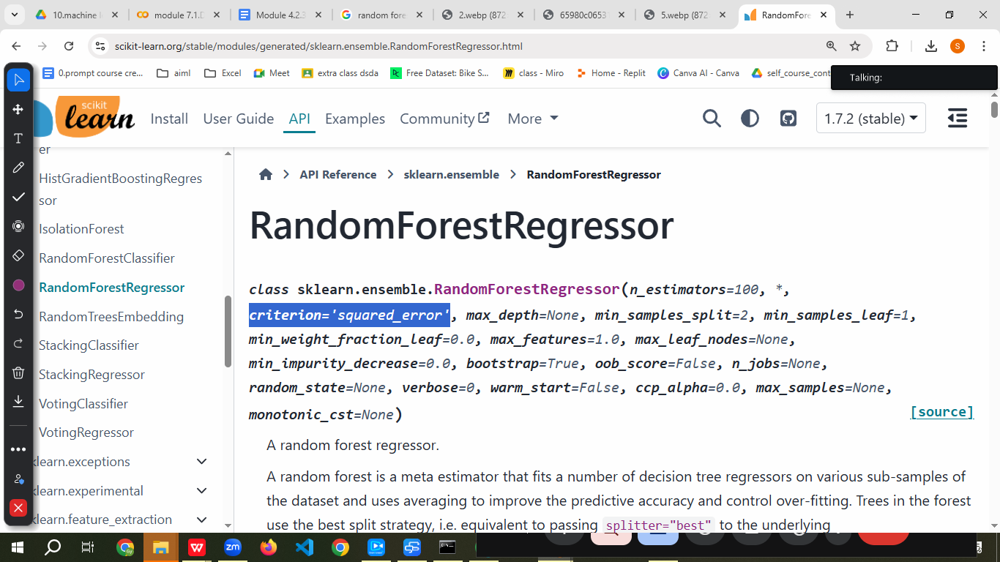 10.machine l
module 7.1.D
Module 4.2.3
random fore
2.webp (872
65980c0653
5.webp (872
RandomFore
scikit-learn.org/stable/modules/generated/sklearn.ensemble.RandomForestRegressor.html
S
0.prompt course cre...
aiml
Excel
Meet
extra class dsda
Free Dataset: Bike S...
class - Miro
Home - Replit
Canva AI - Canva
self_course_cont
Talking:
scikit
learn
Install
User Guide
API
Examples
Community
More
1.7.2 (stable)
er
HistGradientBoostingRegres
sor
IsolationForest
RandomForestClassifier
RandomForestRegressor
RandomTreesEmbedding
StackingClassifier
StackingRegressor
VotingClassifier
VotingRegressor
klearn.exceptions
klearn.experimental
klearn.feature_extraction
API Reference
sklearn.ensemble
RandomForestRegressor
RandomForestRegressor
class sklearn.ensemble.RandomForestRegressor(n_estimators=100, *,
criterion='squared_error', max_depth=None, min_samples_split=2, min_samples_leaf=1,
min_weight_fraction_leaf=0.0, max_features=1.0, max_leaf_nodes=None,
min_impurity_decrease=0.0, bootstrap=True, oob_score=False, n_jobs=None,
random_state=None, verbose=0, warm_start=False, ccp_alpha=0.0, max_samples=None,
monotonic_cst=None)
[source]
A random forest regressor.
A random forest is a meta estimator that fits a number of decision tree regressors on various sub-samples of
the dataset and uses averaging to improve the predictive accuracy and control over-fitting. Trees in the forest
use the best split strategy, i.e. equivalent to passing splitter="best" to the underlying
zm